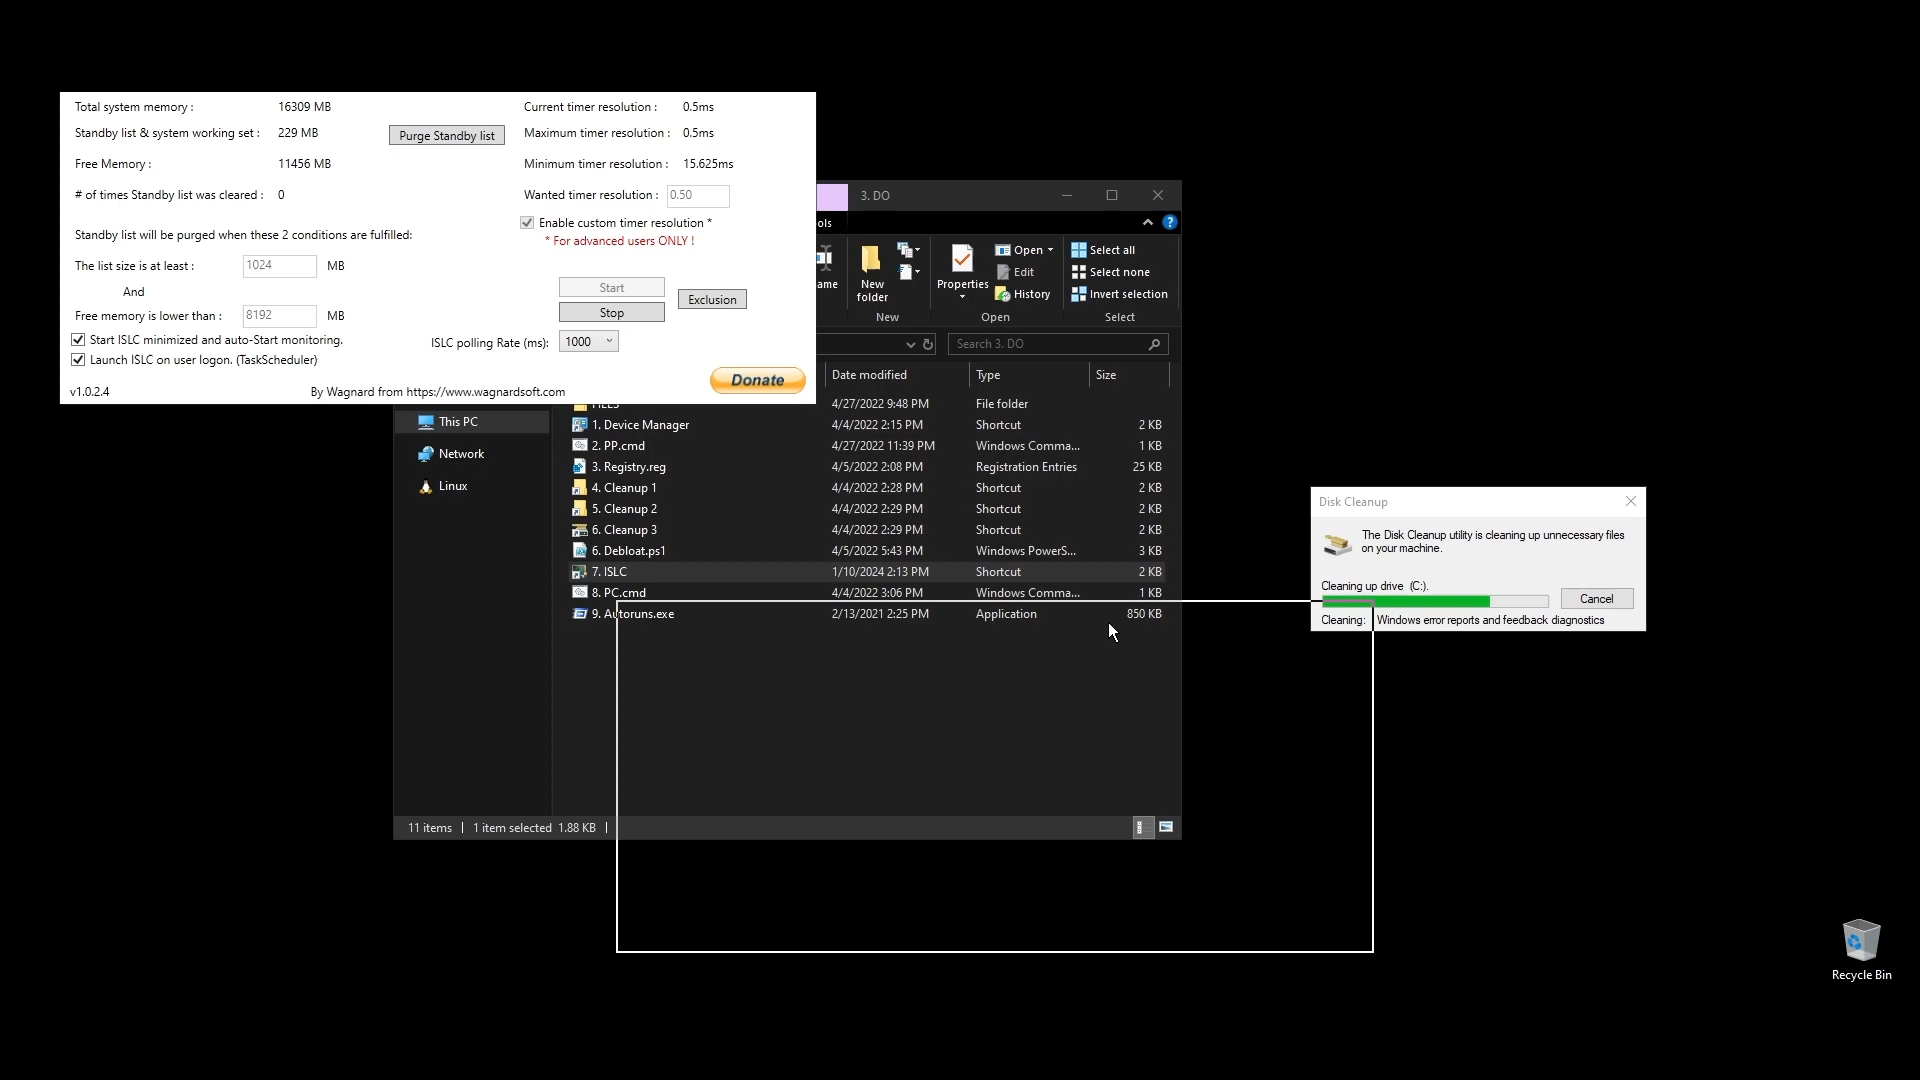 Total system memory : 16309 MB
Standby list & system working set : 229 MB
Purge Standby list
Free Memory : 11456 MB
# of times Standby list was cleared : 0
Standby list will be purged when these 2 conditions are fulfilled:
The list size is at least : 1024 MB
And
Free memory is lower than : 8192 MB
Start ISLC minimized and auto-Start monitoring.
Launch ISLC on user logon. (TaskScheduler)
v1.0.2.4
By Wagnard from https://www.wagnardsoft.com
Current timer resolution : 0.5ms
Maximum timer resolution : 0.5ms
Minimum timer resolution : 15.625ms
Wanted timer resolution : 0.50
Enable custom timer resolution *
* For advanced users ONLY !
Start
Stop
Exclusion
ISLC polling Rate (ms): 1000
Donate
3. DO
ols
ame
New
folder
New
Properties
Open
Edit
History
Open
Select all
Select none
Invert selection
Select
Search 3. DO
Date modified Type Size
4/27/2022 9:48 PM File folder
1. Device Manager 4/4/2022 2:15 PM Shortcut 2 KB
2. PP.cmd 4/27/2022 11:39 PM Windows Comma... 1 KB
3. Registry.reg 4/5/2022 2:08 PM Registration Entries 25 KB
4. Cleanup 1 4/4/2022 2:28 PM Shortcut 2 KB
5. Cleanup 2 4/4/2022 2:29 PM Shortcut 2 KB
6. Cleanup 3 4/4/2022 2:29 PM Shortcut 2 KB
6. Debloat.ps1 4/5/2022 5:43 PM Windows PowerS... 3 KB
7. ISLC 1/10/2024 2:13 PM Shortcut 2 KB
8. PC.cmd 4/4/2022 3:06 PM Windows Comma... 1 KB
9. Autoruns.exe 2/13/2021 2:25 PM Application 850 KB
This PC
Network
Linux
11 items 1 item selected 1.88 KB
Disk Cleanup
The Disk Cleanup utility is cleaning up unnecessary files
on your machine.
Cleaning up drive (C:).
Cancel
Cleaning: Windows error reports and feedback diagnostics
Recycle Bin